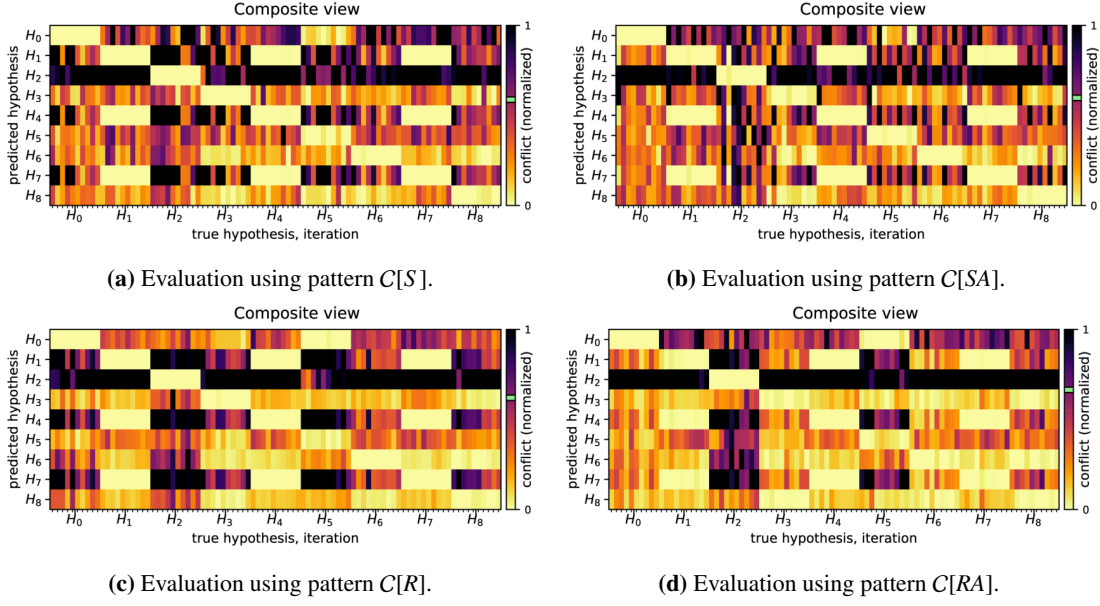 Composite view
predicted hypothesis
H0
H1
H2
H3
H4
H5
H6
H7
H8
H0 H1 H2 H3 H4 H5 H6 H7 H8
true hypothesis, iteration
1
0
conflict (normalized)
(a) Evaluation using pattern C[S].
Composite view
predicted hypothesis
H0
H1
H2
H3
H4
H5
H6
H7
H8
H0 H1 H2 H3 H4 H5 H6 H7 H8
true hypothesis, iteration
1
0
conflict (normalized)
(b) Evaluation using pattern C[SA].
Composite view
predicted hypothesis
H0
H1
H2
H3
H4
H5
H6
H7
H8
H0 H1 H2 H3 H4 H5 H6 H7 H8
true hypothesis, iteration
1
0
conflict (normalized)
(c) Evaluation using pattern C[R].
Composite view
predicted hypothesis
H0
H1
H2
H3
H4
H5
H6
H7
H8
H0 H1 H2 H3 H4 H5 H6 H7 H8
true hypothesis, iteration
1
0
conflict (normalized)
(d) Evaluation using pattern C[RA].